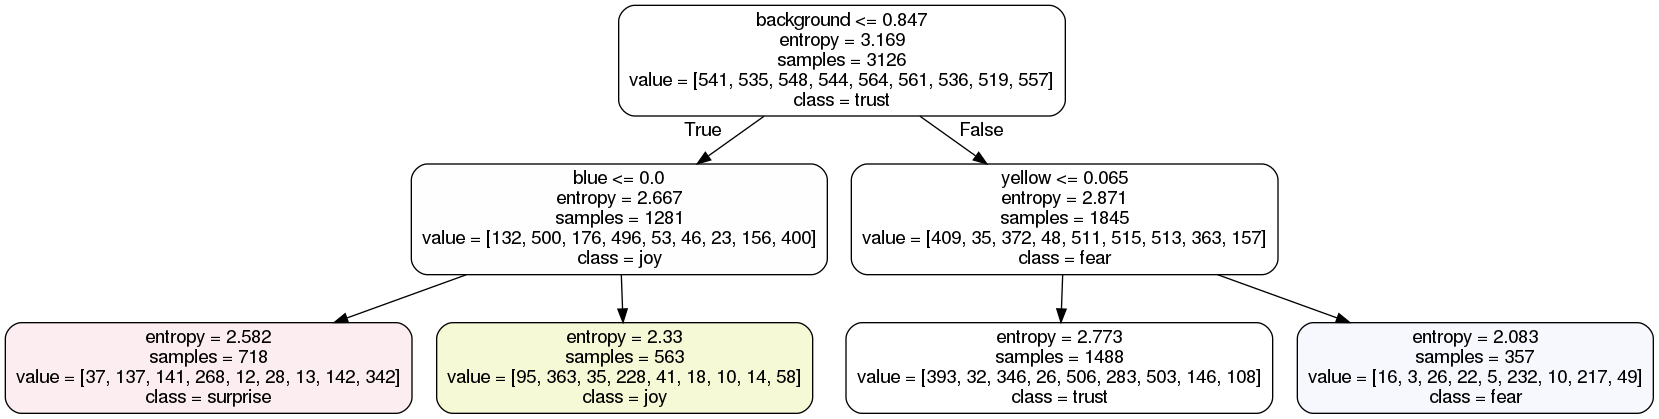 background <= 0.847
entropy = 3.169
samples = 3126
value = [541, 535, 548, 544, 564, 561, 536, 519, 557]
class = trust
True
False
blue <= 0.0
entropy = 2.667
samples = 1281
value = [132, 500, 176, 496, 53, 46, 23, 156, 400]
class = joy
yellow <= 0.065
entropy = 2.871
samples = 1845
value = [409, 35, 372, 48, 511, 515, 513, 363, 157]
class = fear
entropy = 2.582
samples = 718
value = [37, 137, 141, 268, 12, 28, 13, 142, 342]
class = surprise
entropy = 2.33
samples = 563
value = [95, 363, 35, 228, 41, 18, 10, 14, 58]
class = joy
entropy = 2.773
samples = 1488
value = [393, 32, 346, 26, 506, 283, 503, 146, 108]
class = trust
entropy = 2.083
samples = 357
value = [16, 3, 26, 22, 5, 232, 10, 217, 49]
class = fear